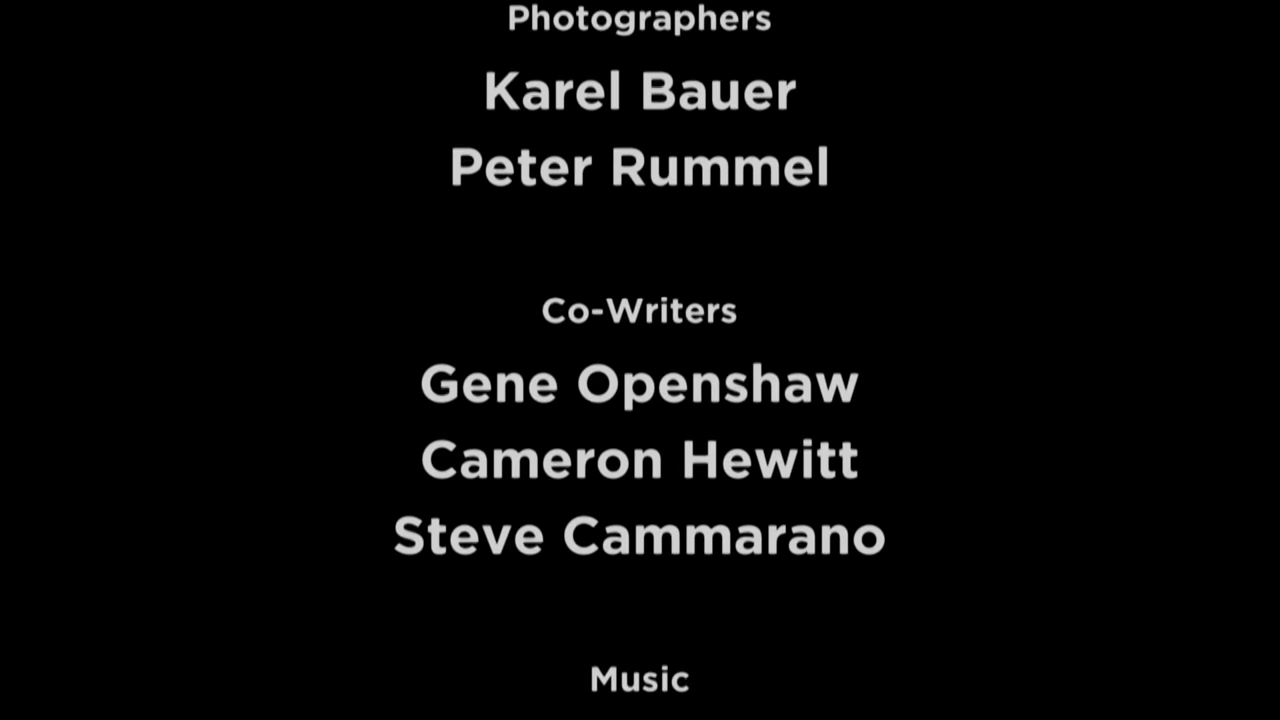 Photographers
Karel Bauer
Peter Rummel
Co-Writers
Gene Openshaw
Cameron Hewitt
Steve Cammarano
Music